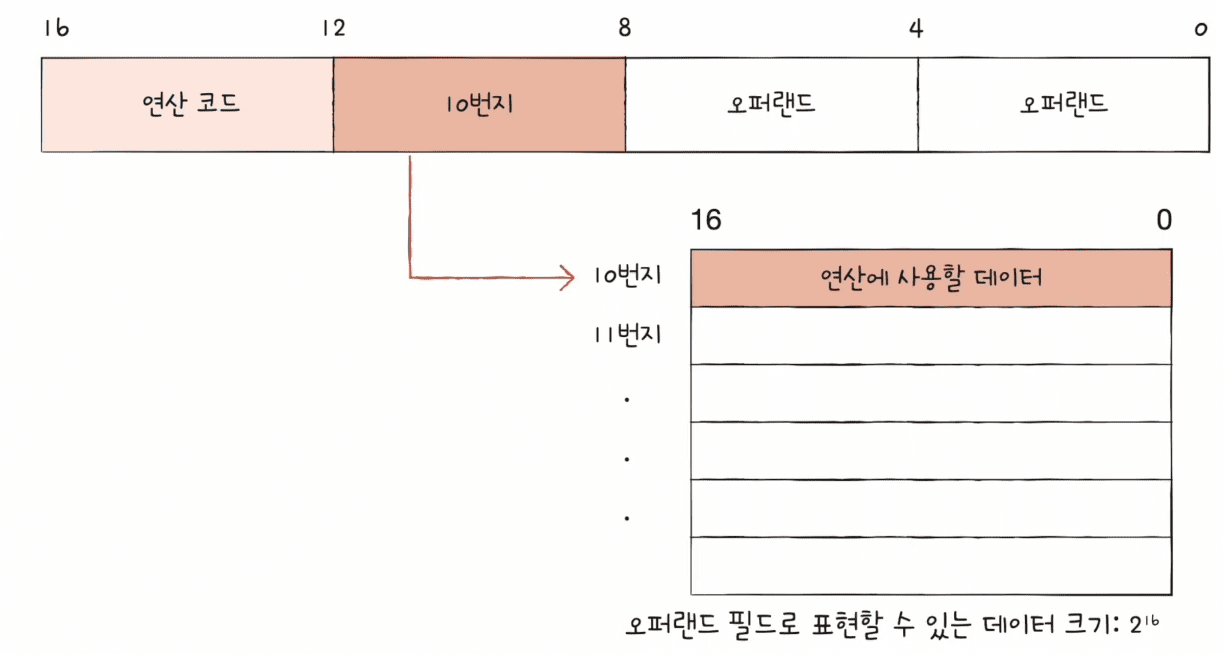 16 12 8 4 0
연산 코드 10번지 오퍼랜드 오퍼랜드
16 0
10번지 연산에 사용할 데이터
11번지
.
.
.
오퍼랜드 필드로 표현할 수 있는 데이터 크기: 2¹⁶